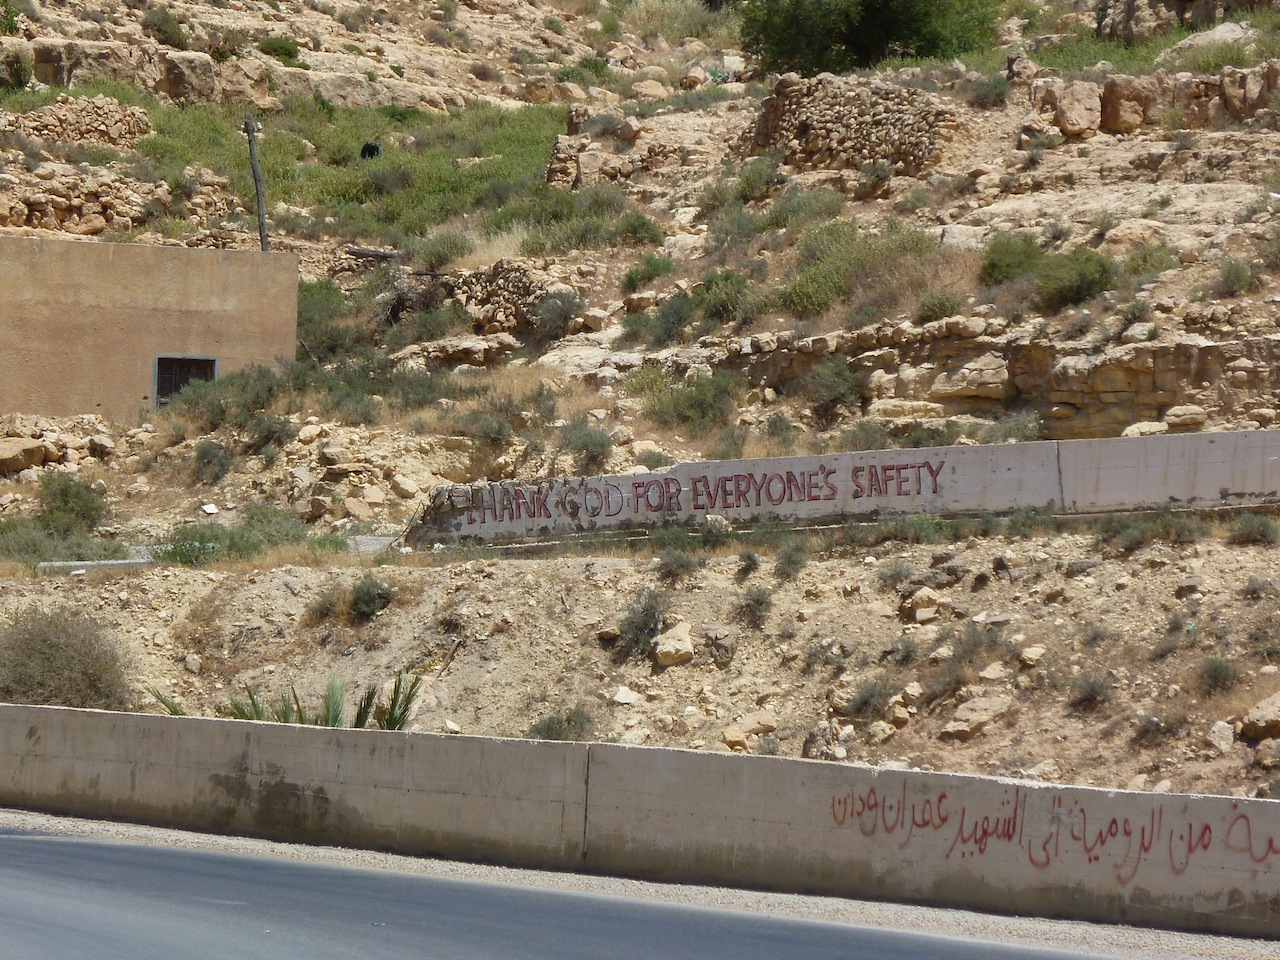 THANK GOD FOR EVERYONE'S SAFETY
من الرومية الى الشهيد عمران ودان